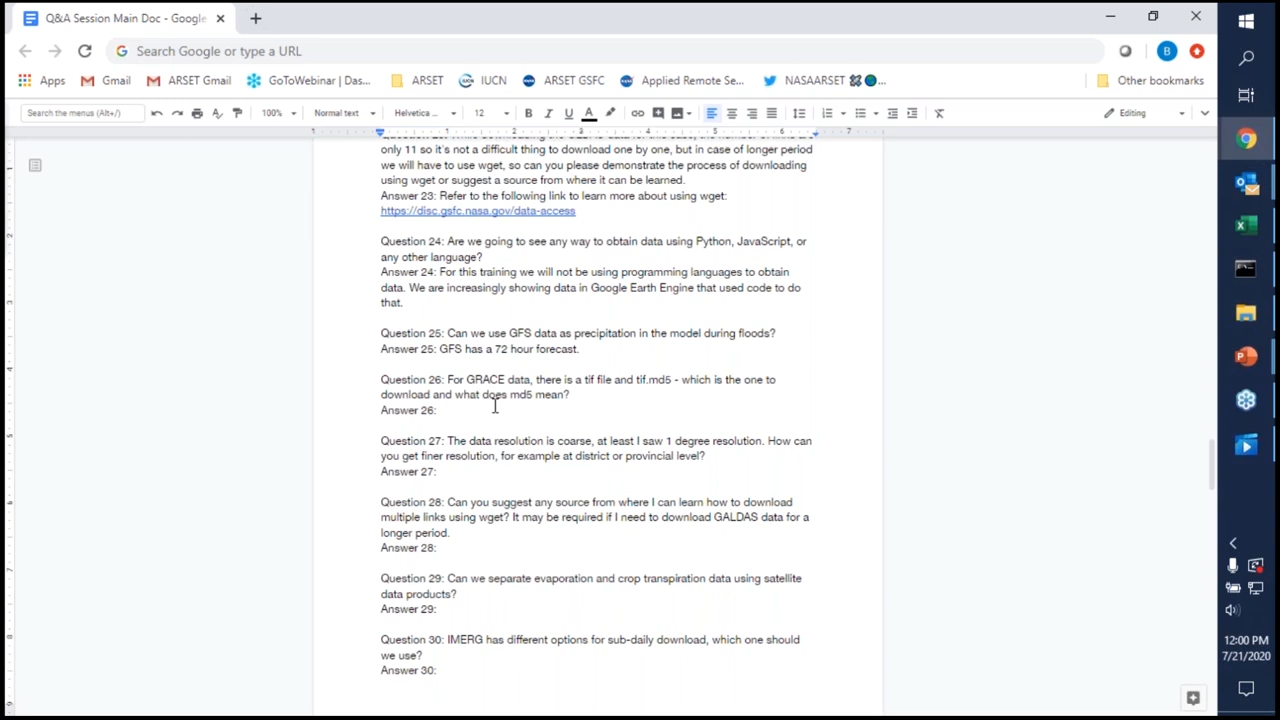 Q&A Session Main Doc - Google
Search Google or type a URL
B
Apps Gmail ARSET Gmail GoToWebinar | Das... ARSET IUCN ARSET GSFC Applied Remote Se... NASAARSET Other bookmarks
Search the menus (Alt+/) 100% Normal text Helvetica ... 12 B I U A Editing
1 1 2 3 4 5 6 7
only 11 so it's not a difficult thing to download one by one, but in case of longer period
we will have to use wget, so can you please demonstrate the process of downloading
using wget or suggest a source from where it can be learned.
Answer 23: Refer to the following link to learn more about using wget:
https://disc.gsfc.nasa.gov/data-access
Question 24: Are we going to see any way to obtain data using Python, JavaScript, or
any other language?
Answer 24: For this training we will not be using programming languages to obtain
data. We are increasingly showing data in Google Earth Engine that used code to do
that.
Question 25: Can we use GFS data as precipitation in the model during floods?
Answer 25: GFS has a 72 hour forecast.
Question 26: For GRACE data, there is a tif file and tif.md5 - which is the one to
download and what does md5 mean?
Answer 26:
Question 27: The data resolution is coarse, at least I saw 1 degree resolution. How can
you get finer resolution, for example at district or provincial level?
Answer 27:
Question 28: Can you suggest any source from where I can learn how to download
multiple links using wget? It may be required if I need to download GALDAS data for a
longer period.
Answer 28:
Question 29: Can we separate evaporation and crop transpiration data using satellite
data products?
Answer 29:
Question 30: IMERG has different options for sub-daily download, which one should
we use?
Answer 30:
12:00 PM
7/21/2020